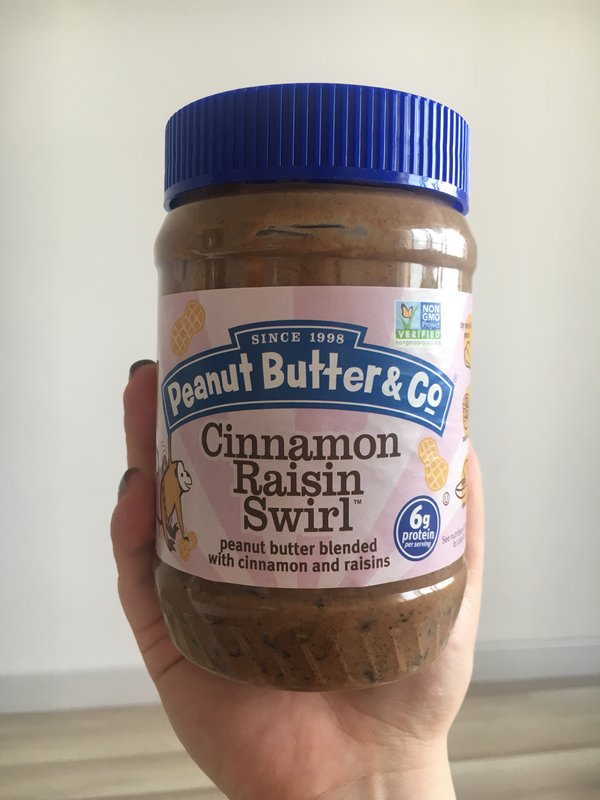 SINCE 1998
Peanut Butter & Co
NON
GMO
Project
VERIFIED
nongmoproject.org
Cinnamon
Raisin
Swirl™
6g
protein
per serving
peanut butter blended
with cinnamon and raisins